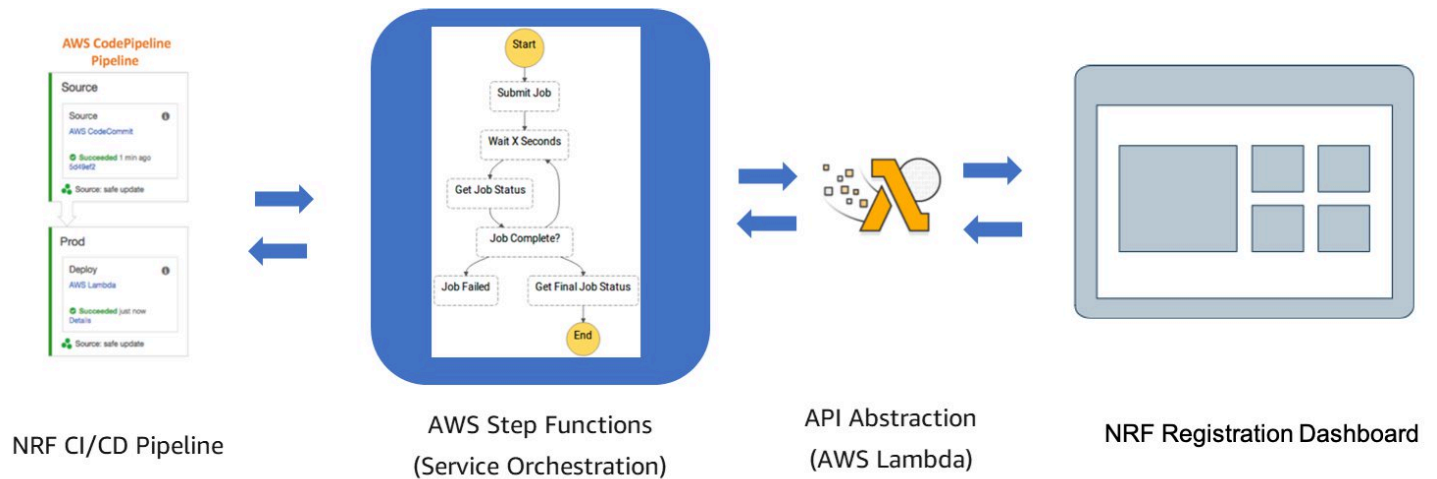 AWS CodePipeline
Pipeline
Source
Source
AWS CodeCommit
Succeeded 1 min ago
5d49ef2
Source: safe update
Prod
Deploy
AWS Lambda
Succeeded just now
Details
Source: safe update
NRF CI/CD Pipeline
Start
Submit Job
Wait X Seconds
Get Job Status
Job Complete?
Job Failed
Get Final Job Status
End
AWS Step Functions
(Service Orchestration)
API Abstraction
(AWS Lambda)
NRF Registration Dashboard